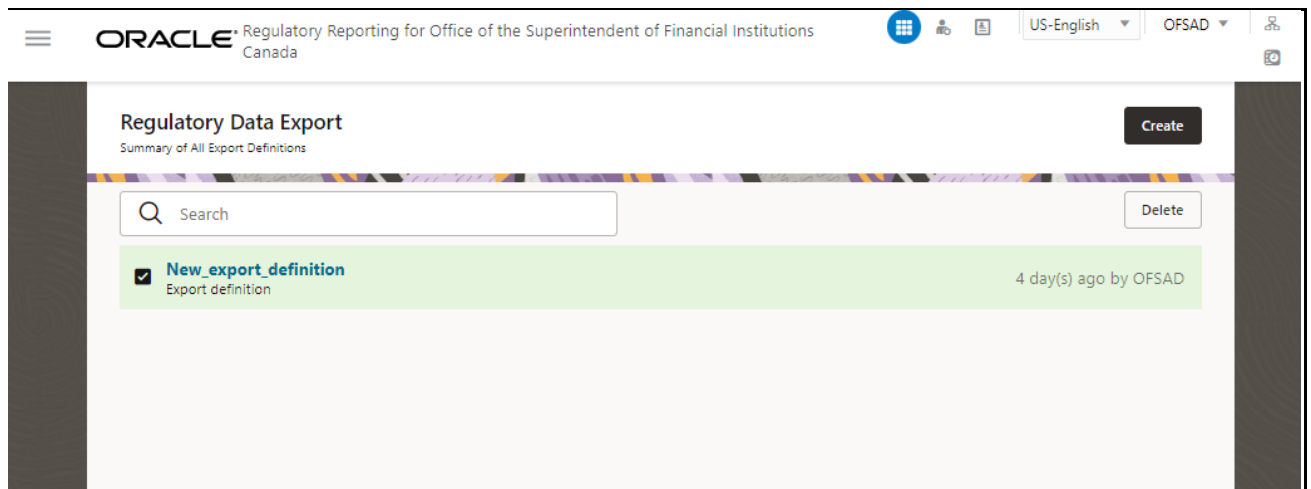 ORACLE® Regulatory Reporting for Office of the Superintendent of Financial Institutions
Canada
US-English
OFSAD
Regulatory Data Export
Summary of All Export Definitions
Create
Search
Delete
New_export_definition
Export definition
4 day(s) ago by OFSAD